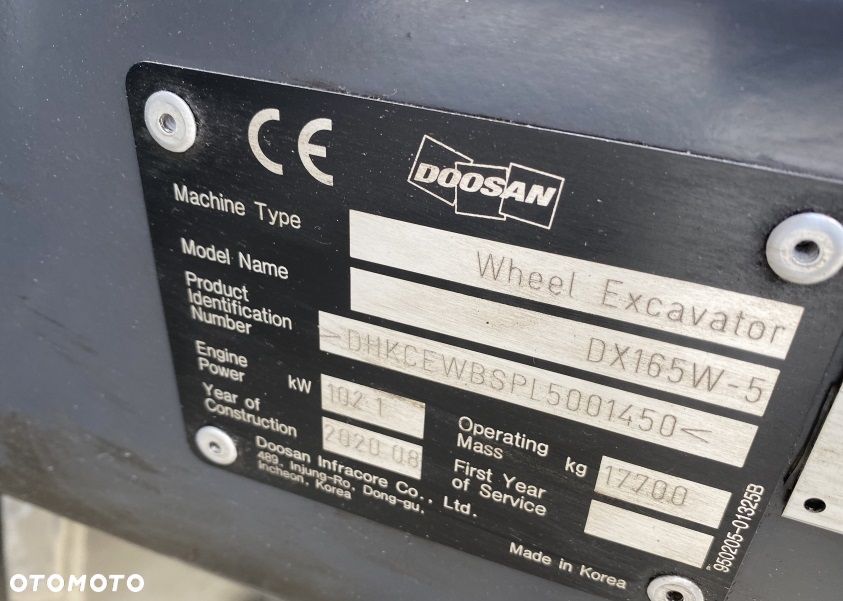 CE
DOOSAN
Machine Type
Wheel Excavator
Model Name
DX165W-5
Product
Identification
Number
>DHKCEWBSPL5001450<
Engine
Power
kW
102.1
Operating
Mass
kg
17700
Year of
Construction
2020.08
First Year
of Service
Doosan Infracore Co., Ltd.
489, Injung-Ro, Dong-gu,
Incheon, Korea
Made in Korea
950205-01325B
OTOMOTO